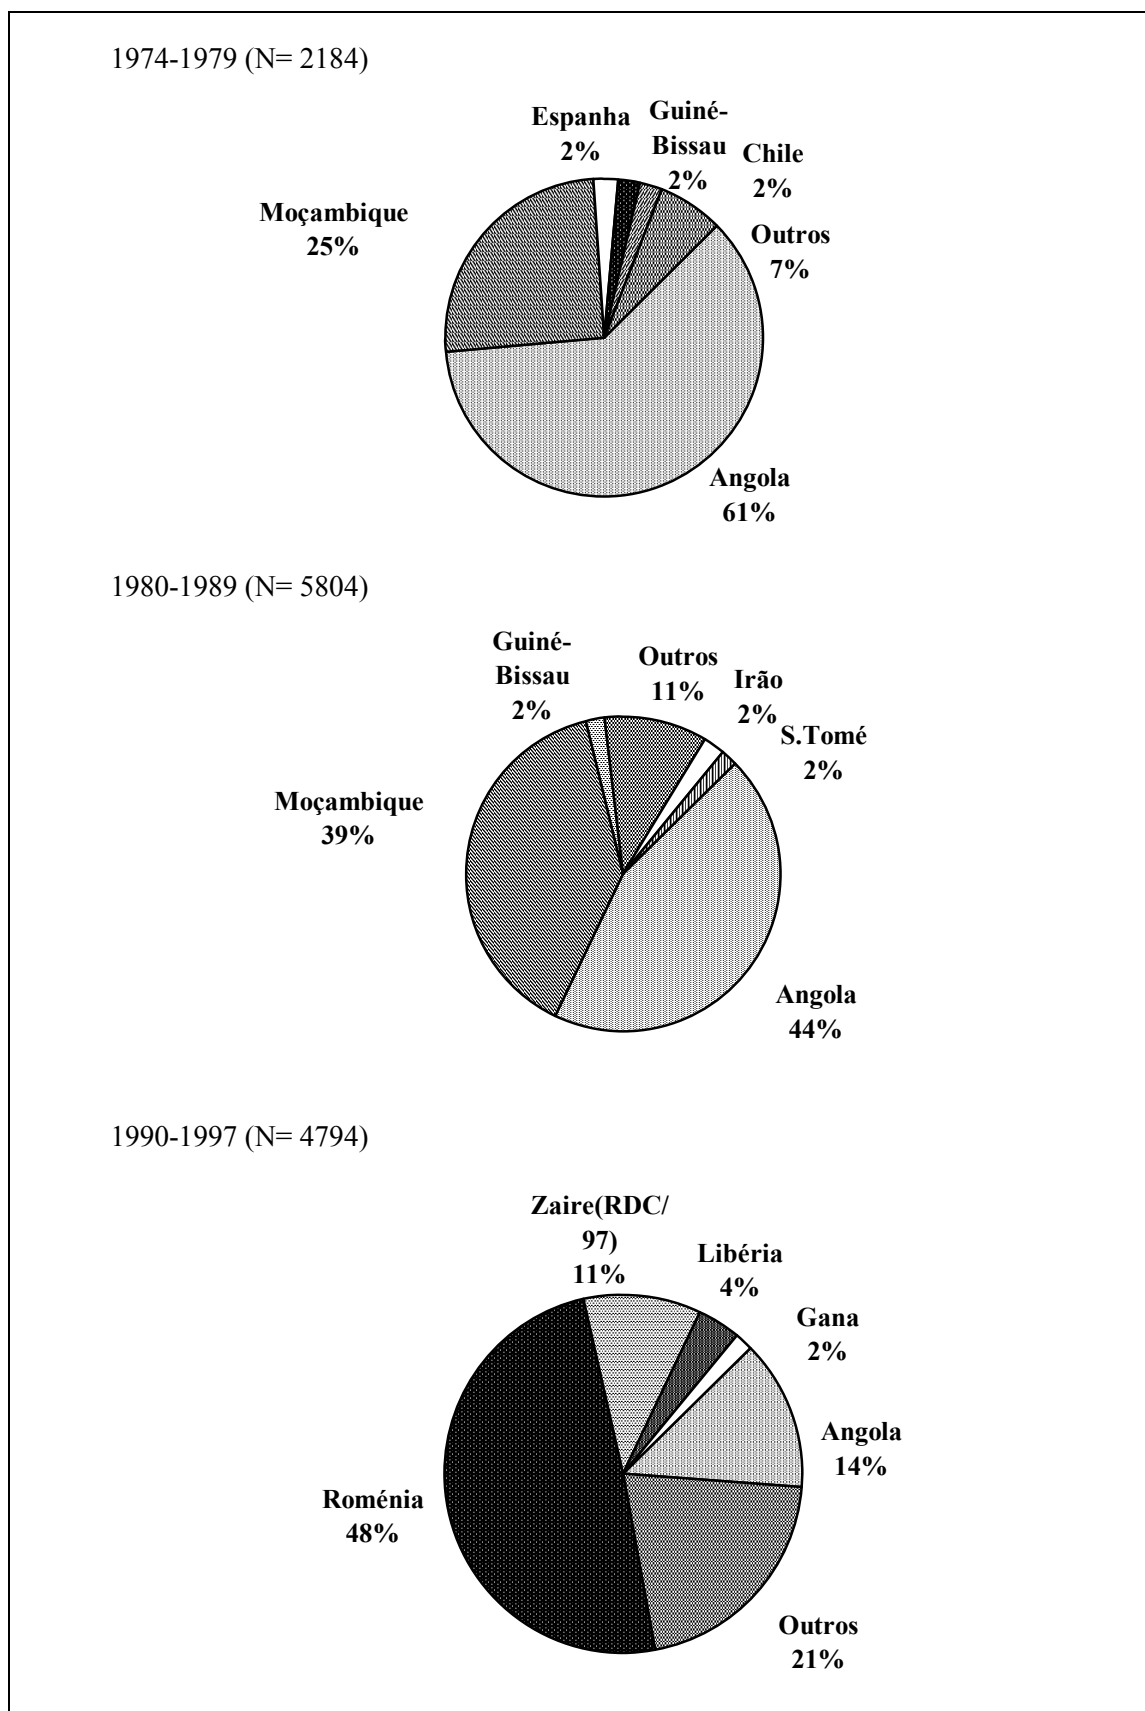 1974-1979 (N= 2184)
Espanha
2%
Guiné-
Bissau
2%
Chile
2%
Moçambique
25%
Outros
7%
Angola
61%
1980-1989 (N= 5804)
Guiné-
Bissau
2%
Outros
11%
Irão
2%
S.Tomé
2%
Moçambique
39%
Angola
44%
1990-1997 (N= 4794)
Zaire(RDC/
97)
11%
Libéria
4%
Gana
2%
Angola
14%
Roménia
48%
Outros
21%